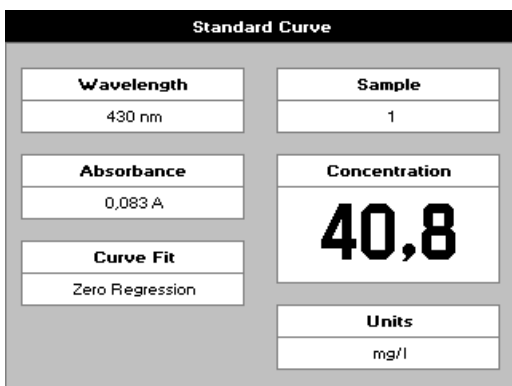 Standard Curve
Wavelength
430 nm
Absorbance
0,083 A
Curve Fit
Zero Regression
Sample
1
Concentration
40,8
Units
mg/l